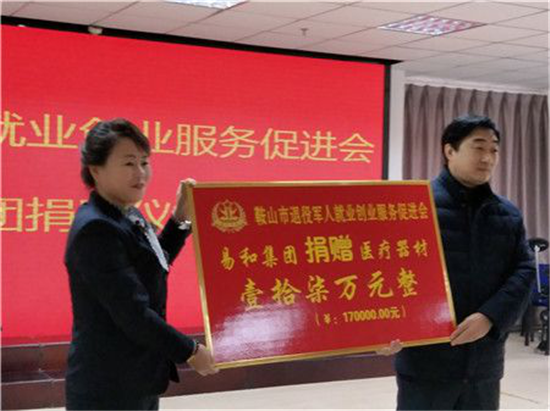 就业创业服务促进会
团捐赠仪
鞍山市退役军人就业创业服务促进会
易和集团 捐赠 医疗器材
壹拾柒万元整
(￥：170000.00元)